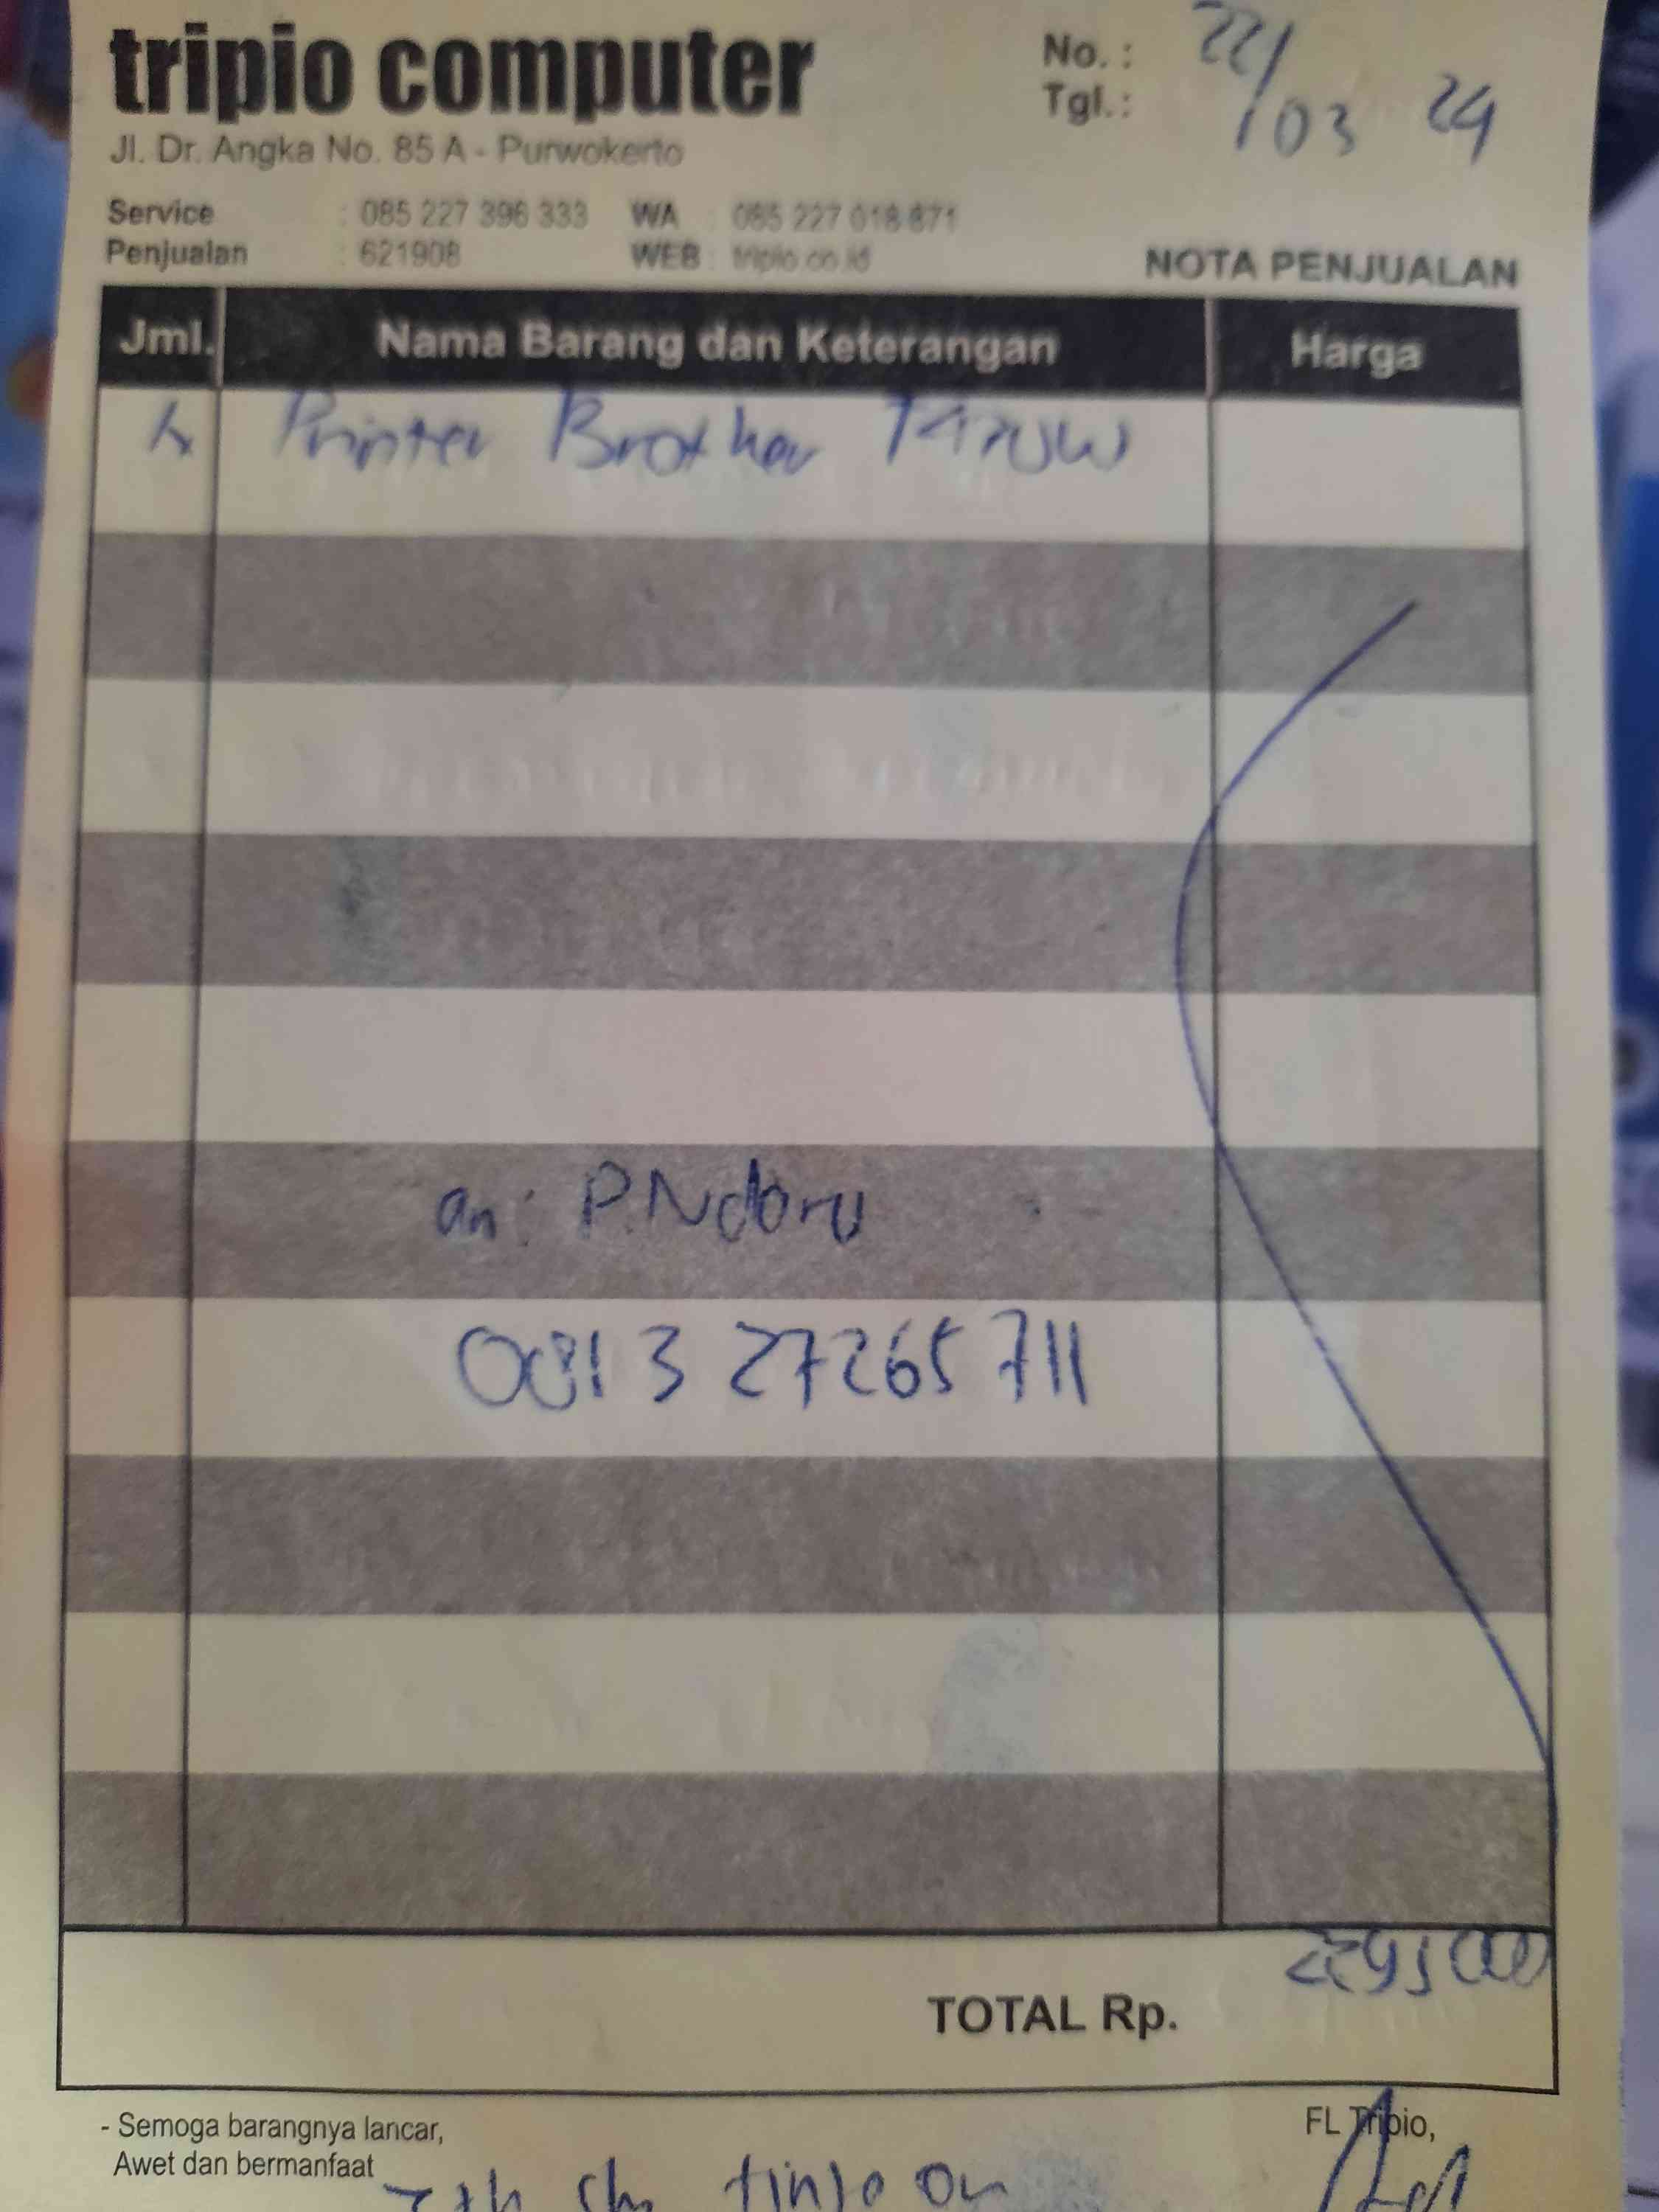 tripio computer
No. :
Tgl.: 22/03 24
Jl. Dr. Angka No. 85 A - Purwokerto
Service : 085 227 396 333 WA : 085 227 018 871
Penjualan : 621908 WEB : tripio.co.id
NOTA PENJUALAN
Jml. Nama Barang dan Keterangan Harga
1 Printer Brother T420W
an: P.Ndoru
0813 27265711
TOTAL Rp.
- Semoga barangnya lancar,
Awet dan bermanfaat
FL Tripio,